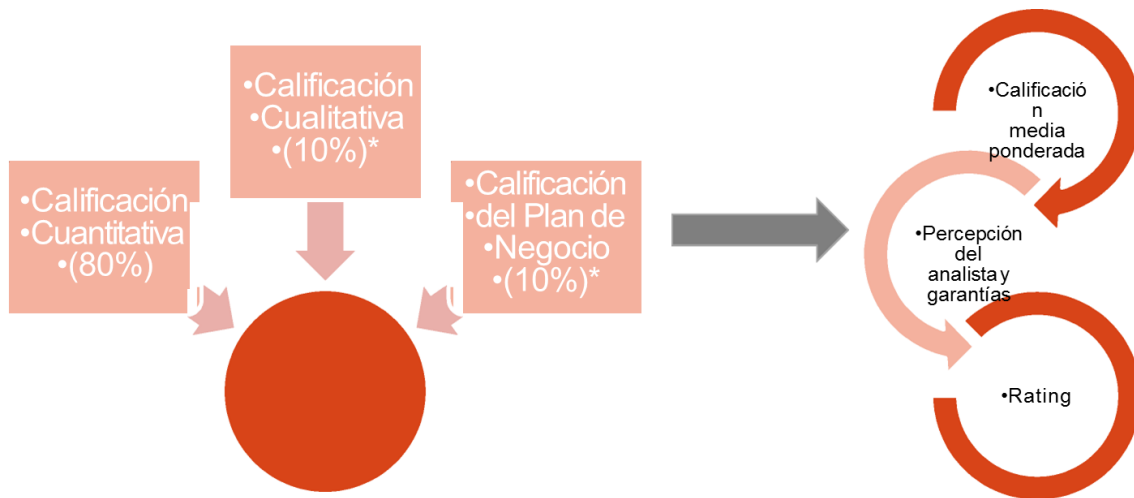 •Calificación
•Cuantitativa
•(80%)
•Calificación
•Cualitativa
•(10%)*
•Calificación
•del Plan de
•Negocio
•(10%)*
•Calificació
n
media
ponderada
•Percepción
del
analista y
garantías
•Rating